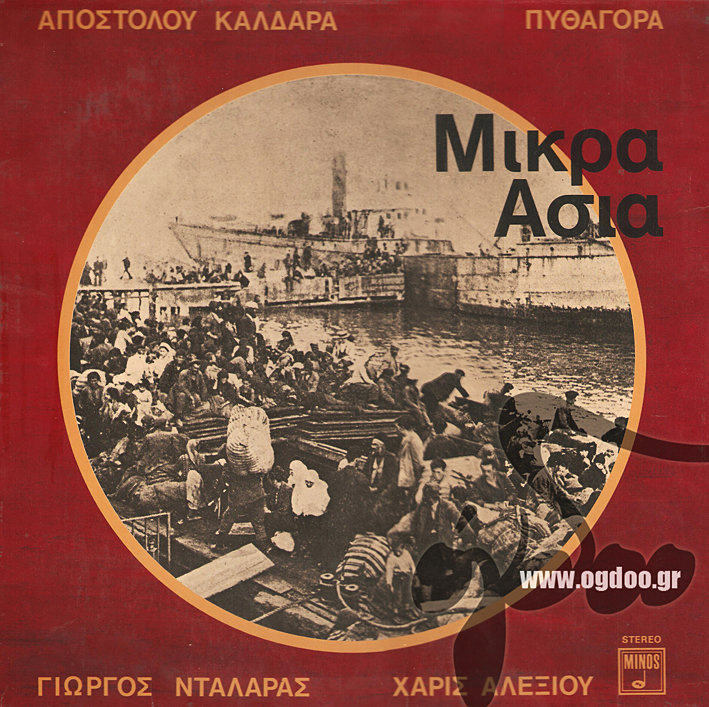 ΑΠΟΣΤΟΛΟΥ ΚΑΛΔΑΡΑ
ΠΥΘΑΓΟΡΑ
Μικρα
Ασια
www.ogdoo.gr
STEREO
MINOS
ΓΙΩΡΓΟΣ ΝΤΑΛΑΡΑΣ
ΧΑΡΙΣ ΑΛΕΞΙΟΥ